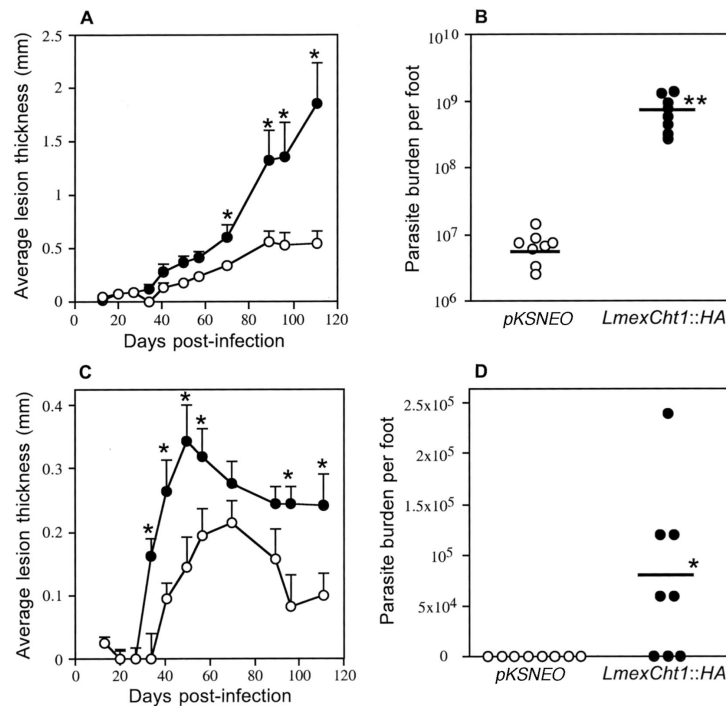 A
Average lesion thickness (mm)
2.5
2
1.5
1
0.5
0
* * * *
0 20 40 60 80 100 120
Days post-infection
B
Parasite burden per foot
10^10
10^9
10^8
10^7
10^6
**
pKSNEO LmexCht1::HA
C
Average lesion thickness (mm)
0.4
0.3
0.2
0.1
0
* * * * * *
0 20 40 60 80 100 120
Days post-infection
D
Parasite burden per foot
2.5x10^5
2x10^5
1.5x10^5
10^5
5x10^4
0
*
pKSNEO LmexCht1::HA